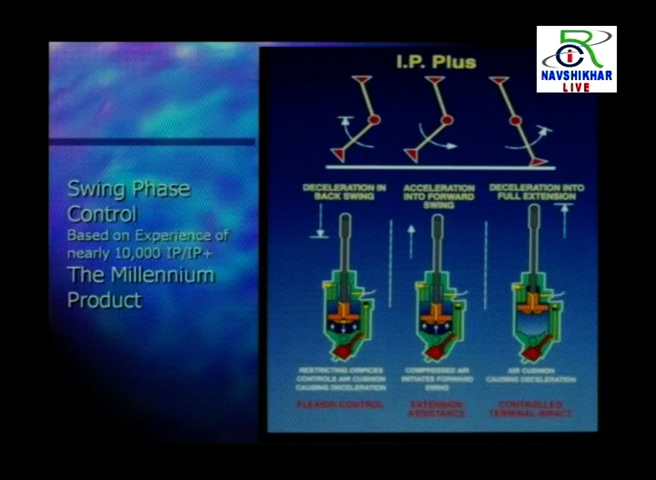 CRE
NAVSHIKHAR
LIVE
I.P. Plus
Swing Phase
Control
Based on Experience of
nearly 10,000 IP/IP+
The Millennium
Product
DECELERATION IN
BACK SWING
ACCELERATION
INTO FORWARD
SWING
DECELERATION INTO
FULL EXTENSION
RESTRICTING ORIFICES
CONTROLS AIR CUSHION
CAUSING DECELERATION
COMPRESSED AIR
INITIATES FORWARD
SWING
AIR CUSHION
CAUSING DECELERATION
FLEXION CONTROL
EXTENSION
ASSISTANCE
CONTROLLED
TERMINAL IMPACT